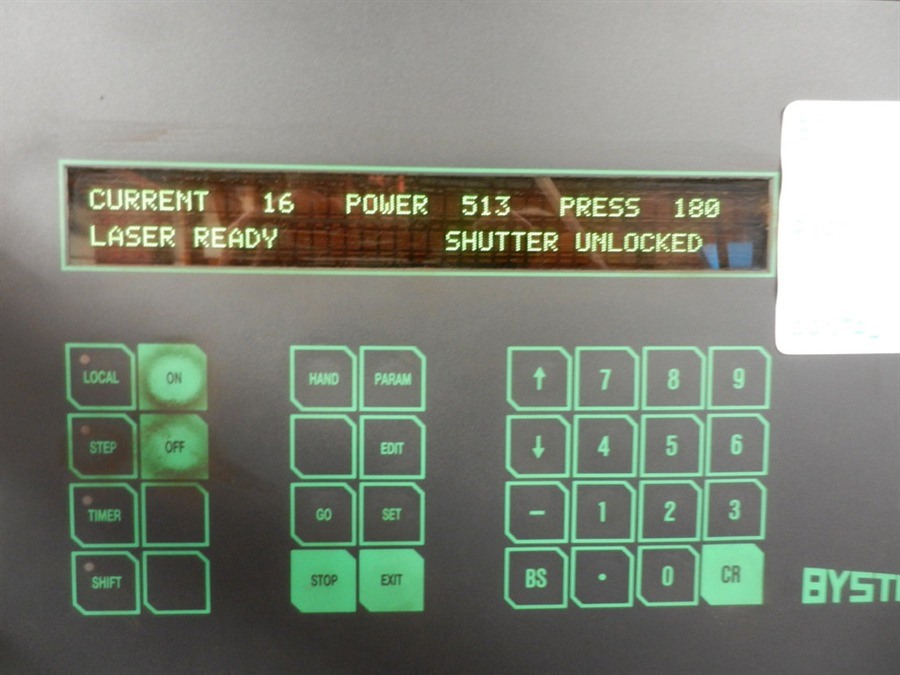 CURRENT 16 POWER 513 PRESS 180
LASER READY SHUTTER UNLOCKED
LOCAL ON HAND PARAM ↑ 7 8 9
STEP OFF EDIT ↓ 4 5 6
TIMER GO SET - 1 2 3
SHIFT STOP EXIT BS . 0 CR
BYST